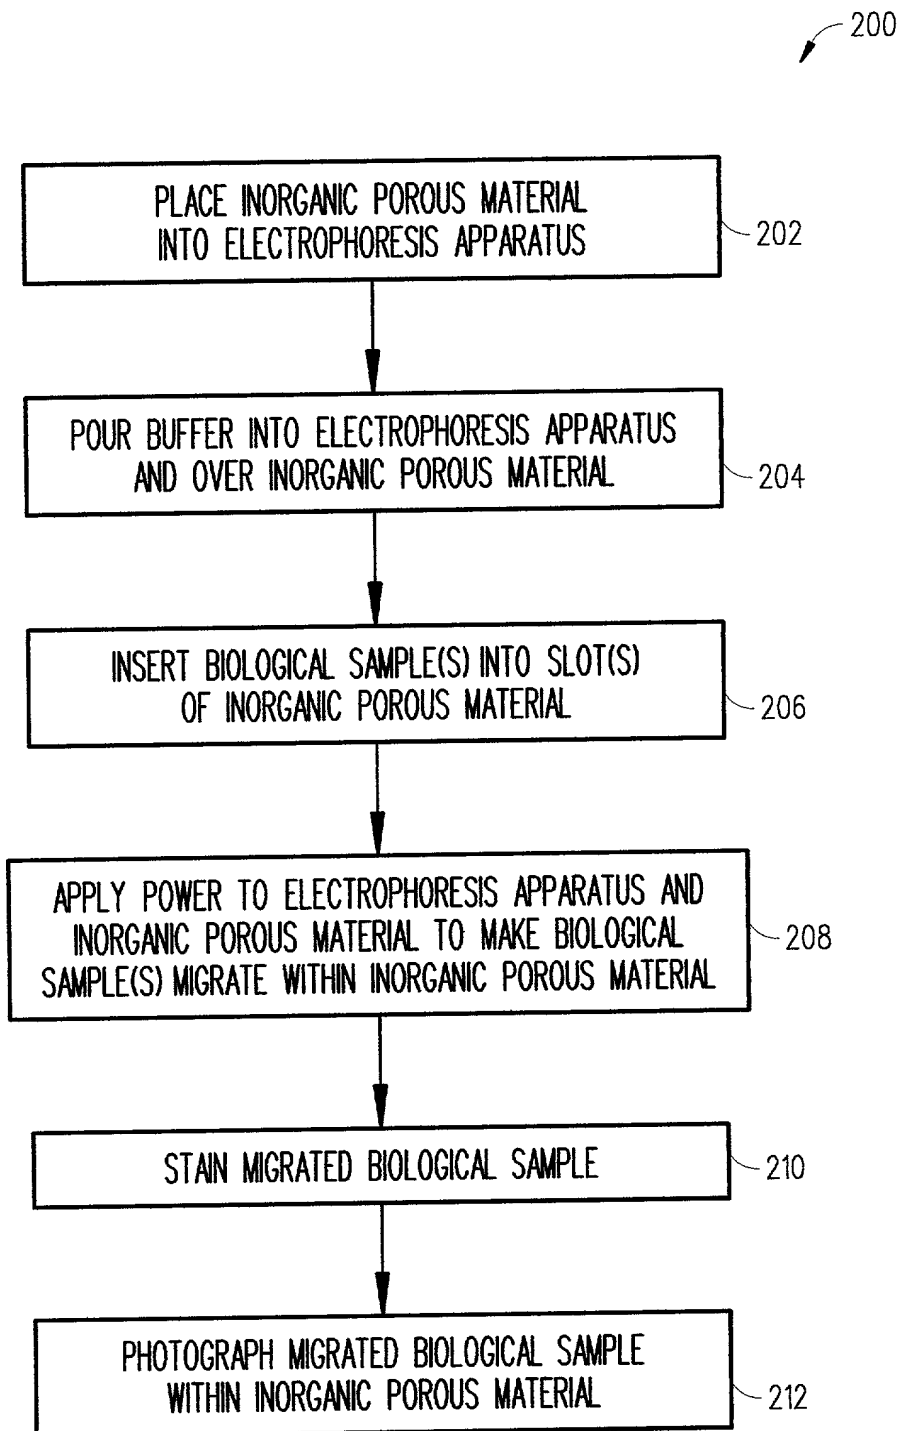 200
PLACE INORGANIC POROUS MATERIAL
INTO ELECTROPHORESIS APPARATUS
202
POUR BUFFER INTO ELECTROPHORESIS APPARATUS
AND OVER INORGANIC POROUS MATERIAL
204
INSERT BIOLOGICAL SAMPLE(S) INTO SLOT(S)
OF INORGANIC POROUS MATERIAL
206
APPLY POWER TO ELECTROPHORESIS APPARATUS AND
INORGANIC POROUS MATERIAL TO MAKE BIOLOGICAL
SAMPLE(S) MIGRATE WITHIN INORGANIC POROUS MATERIAL
208
STAIN MIGRATED BIOLOGICAL SAMPLE
210
PHOTOGRAPH MIGRATED BIOLOGICAL SAMPLE
WITHIN INORGANIC POROUS MATERIAL
212